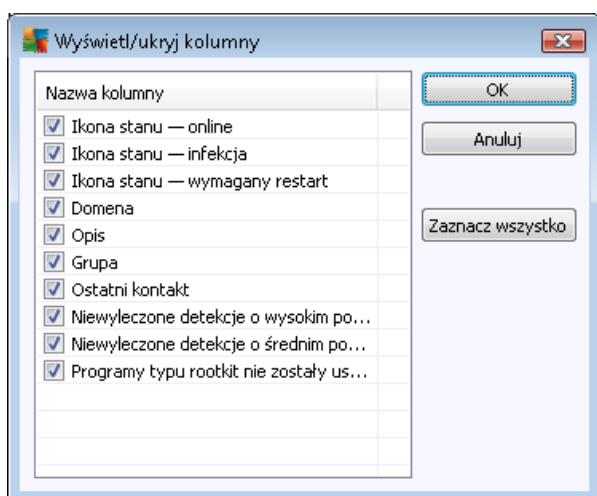 Wyświetl/ukryj kolumny
Nazwa kolumny
Ikona stanu — online
Ikona stanu — infekcja
Ikona stanu — wymagany restart
Domena
Opis
Grupa
Ostatni kontakt
Niewyleczone detekcje o wysokim po...
Niewyleczone detekcje o średnim po...
Programy typu rootkit nie zostały us...
OK
Anuluj
Zaznacz wszystko